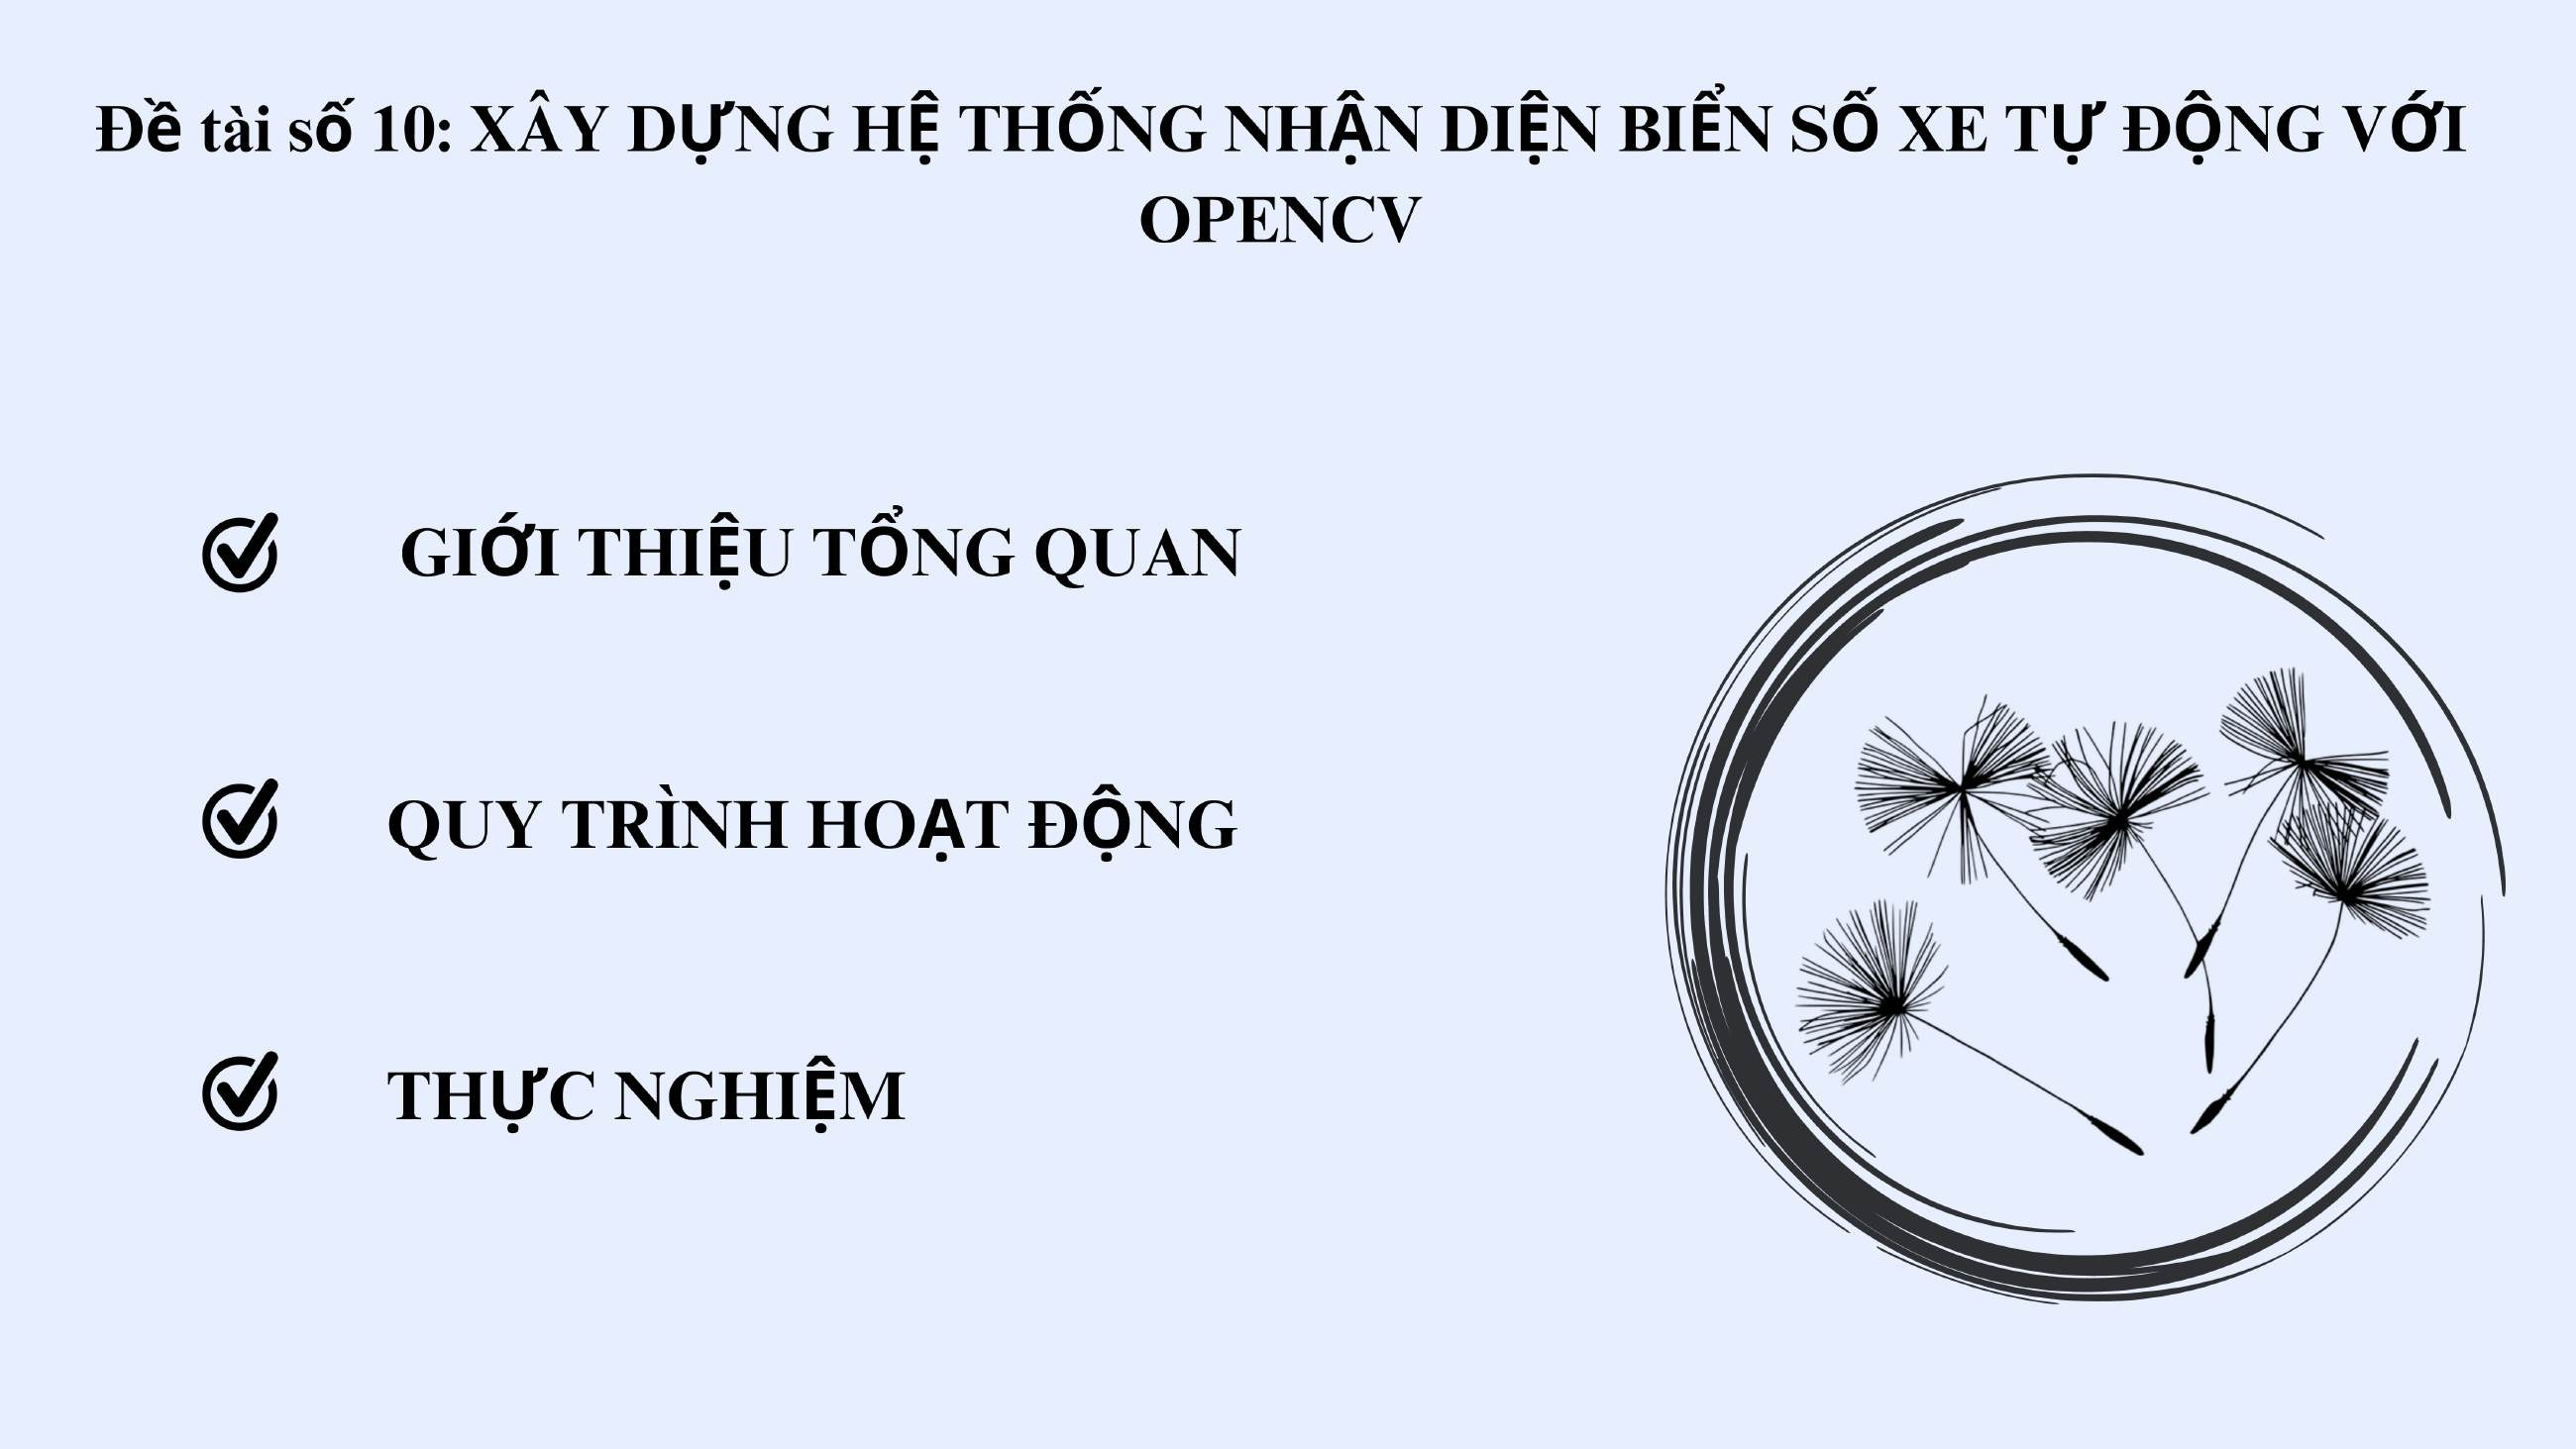 Đề tài số 10: XÂY DỰNG HỆ THỐNG NHẬN DIỆN BIỂN SỐ XE TỰ ĐỘNG VỚI
OPENCV
GIỚI THIỆU TỔNG QUAN
QUY TRÌNH HOẠT ĐỘNG
THỰC NGHIỆM